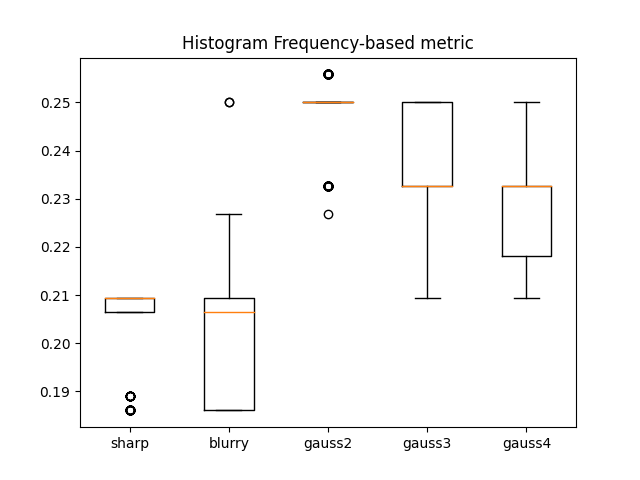 Histogram Frequency-based metric
0.25
0.24
0.23
0.22
0.21
0.20
0.19
sharp
blurry
gauss2
gauss3
gauss4